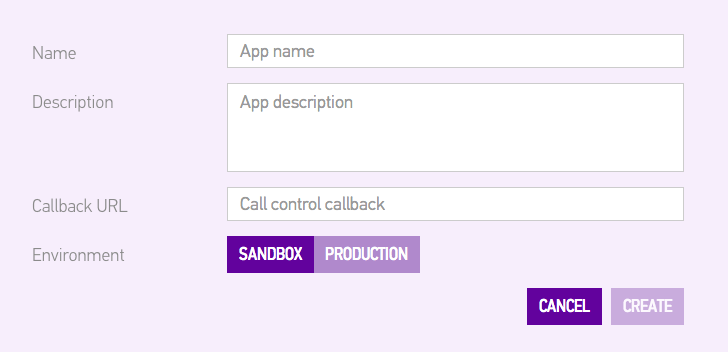 Name App name
Description App description
Callback URL Call control callback
Environment SANDBOX PRODUCTION
CANCEL CREATE